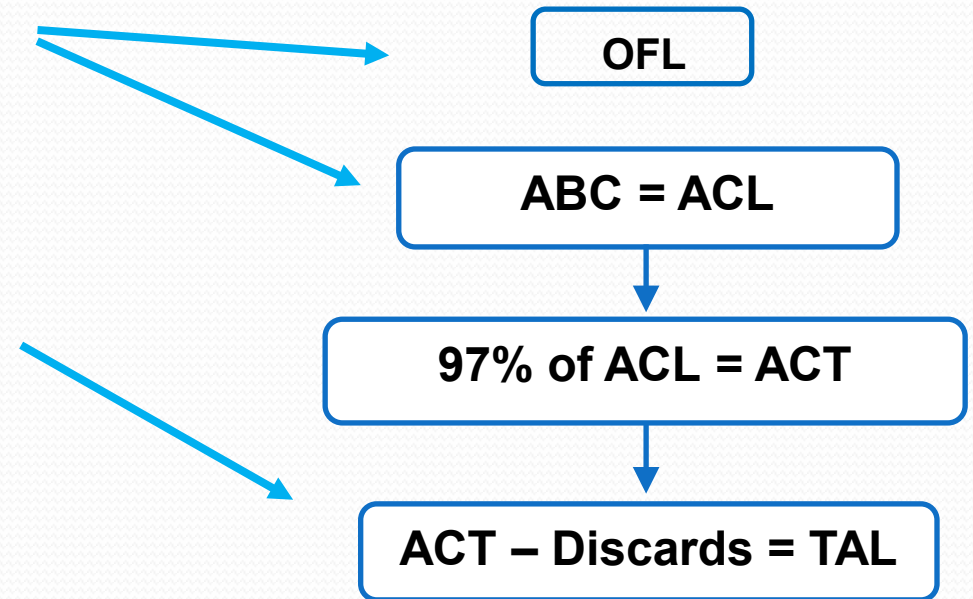 OFL
ABC = ACL
97% of ACL = ACT
ACT – Discards = TAL